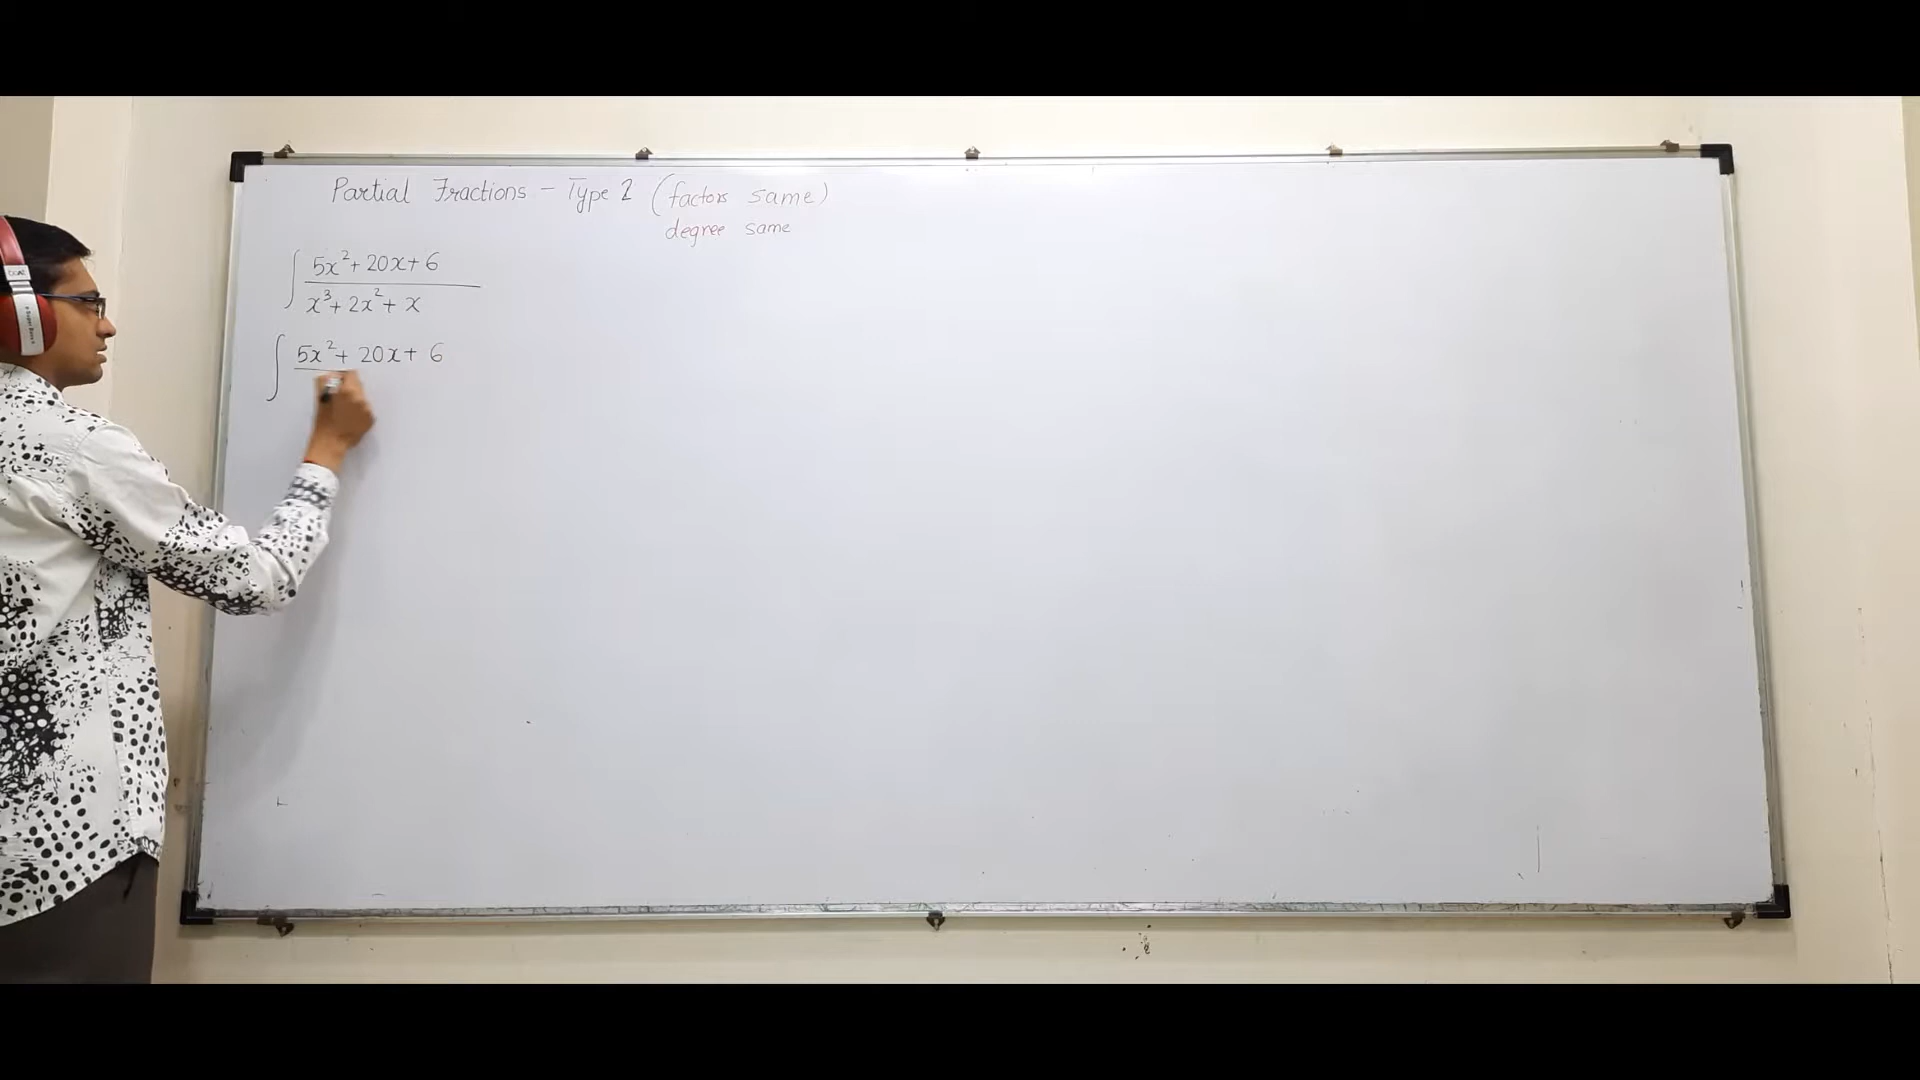 Partial Fractions - Type 2 (factors same)
degree same
∫ 5x²+20x+6
x³+2x²+x
∫ 5x²+20x+6